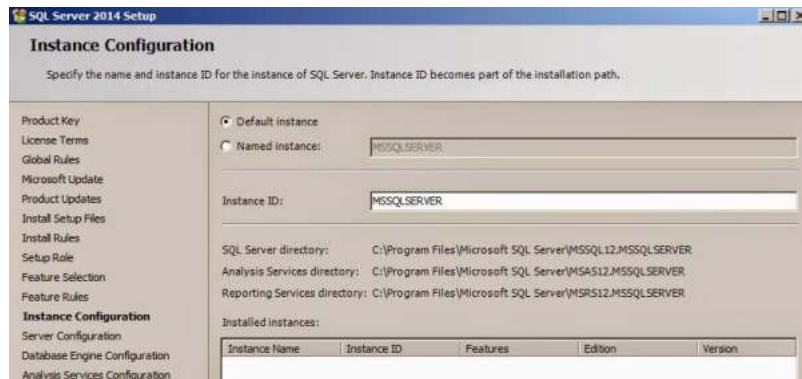 SQL Server 2014 Setup
Instance Configuration
Specify the name and instance ID for the instance of SQL Server. Instance ID becomes part of the installation path.
Product Key
License Terms
Global Rules
Microsoft Update
Product Updates
Install Setup Files
Install Rules
Setup Role
Feature Selection
Feature Rules
Instance Configuration
Server Configuration
Database Engine Configuration
Analysis Services Configuration
Default instance
Named instance: MSSQLSERVER
Instance ID: MSSQLSERVER
SQL Server directory: C:\Program Files\Microsoft SQL Server\MSSQL12.MSSQLSERVER
Analysis Services directory: C:\Program Files\Microsoft SQL Server\MSAS12.MSSQLSERVER
Reporting Services directory: C:\Program Files\Microsoft SQL Server\MSRS12.MSSQLSERVER
Installed instances:
Instance Name Instance ID Features Edition Version